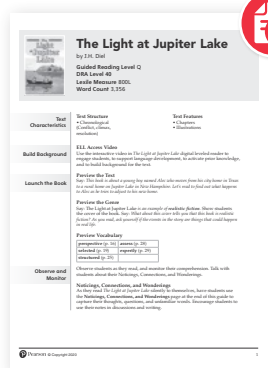 The Light at Jupiter Lake
by J.H. Diel
Guided Reading Level Q
DRA Level 40
Lexile Measure 800L
Word Count 3,356
Text
Characteristics
Text Structure
• Chronological
(Conflict, climax,
resolution)
Text Features
• Chapters
• Illustrations
Build Background
ELL Access Video
Use the interactive video in The Light at Jupiter Lake digital leveled reader to
engage students, to support language development, to activate prior knowledge,
and to build background for the text.
Launch the Book
Preview the Text
Say: This book is about a young boy named Alex who moves from his city home in Texas
to a rural home on Jupiter Lake in New Hampshire. Let's read to find out what happens
to Alex as he tries to adjust to his new home.
Preview the Genre
Say: The Light at Jupiter Lake is an example of realistic fiction. Show students
the cover of the book. Say: What about this cover tells you that this book is realistic
fiction? As you read, ask yourself if the events in the story are things that could happen
in real life.
Preview Vocabulary
perspective (p. 16)
assess (p. 28)
selected (p. 19)
expertly (p. 29)
structured (p. 25)
Observe and
Monitor
Observe students as they read, and monitor their comprehension. Talk with
students about their Noticings, Connections, and Wonderings.
Noticings, Connections, and Wonderings
As they read The Light at Jupiter Lake silently to themselves, have students use
the Noticings, Connections, and Wonderings page at the end of this guide to
capture their thoughts, questions, and unfamiliar words. Encourage students to
use their notes in discussions and writing.
Pearson